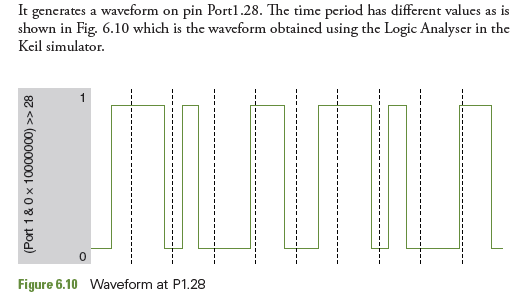 It generates a waveform on pin Port1.28. The time period has different values as is
shown in Fig. 6.10 which is the waveform obtained using the Logic Analyser in the
Keil simulator.
1
(Port 1 & 0 × 10000000) >> 28
0
Figure 6.10 Waveform at P1.28